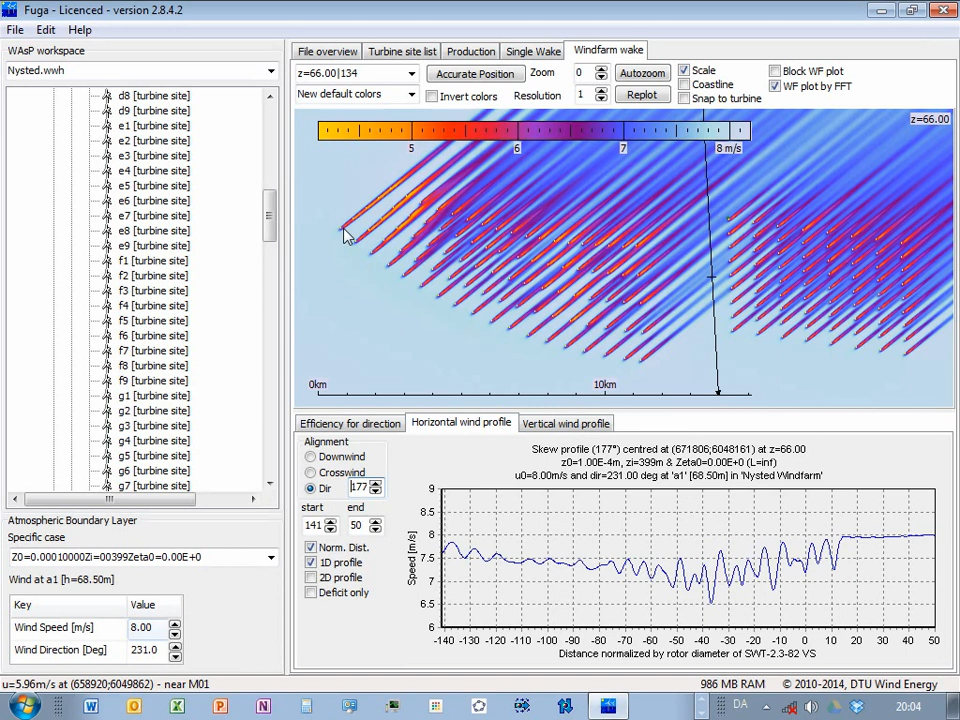 Fuga - Licenced - version 2.8.4.2
File Edit Help
WAsP workspace
Nysted.wwh
d8 [turbine site]
d9 [turbine site]
e1 [turbine site]
e2 [turbine site]
e3 [turbine site]
e4 [turbine site]
e5 [turbine site]
e6 [turbine site]
e7 [turbine site]
e8 [turbine site]
e9 [turbine site]
f1 [turbine site]
f2 [turbine site]
f3 [turbine site]
f4 [turbine site]
f5 [turbine site]
f6 [turbine site]
f7 [turbine site]
f8 [turbine site]
f9 [turbine site]
g1 [turbine site]
g2 [turbine site]
g3 [turbine site]
g4 [turbine site]
g5 [turbine site]
g6 [turbine site]
g7 [turbine site]
Atmospheric Boundary Layer
Specific case
Z0=0.00010000Zi=00399Zeta0=0.00E+0
Wind at a1 [h=68.50m]
Key Value
Wind Speed [m/s] 8.00
Wind Direction [Deg] 231.0
File overview Turbine site list Production Single Wake Windfarm wake
z=66.00|134 Accurate Position Zoom 0 Autozoom Scale Block WF plot
Coastline WF plot by FFT
New default colors Invert colors Resolution 1 Replot Snap to turbine
z=66.00
5 6 7 8 m/s
0km 10km
Efficiency for direction Horizontal wind profile Vertical wind profile
Alignment
Downwind
Crosswind
Dir 177
start end
141 50
Norm. Dist.
1D profile
2D profile
Deficit only
Skew profile (177°) centred at (671806;6048161) at z=66.00
z0=1.00E-4m, zi=399m & Zeta0=0.00E+0 (L=inf)
u0=8.00m/s and dir=231.00 deg at 'a1' [68.50m] in 'Nysted Windfarm'
Speed [m/s]
9
8.5
8
7.5
7
6.5
6
-140 -130 -120 -110 -100 -90 -80 -70 -60 -50 -40 -30 -20 -10 0 10 20 30 40 50
Distance normalized by rotor diameter of SWT-2.3-82 VS
u=5.96m/s at (658920;6049862) - near M01 986 MB RAM © 2010-2014, DTU Wind Energy
DA 20:04